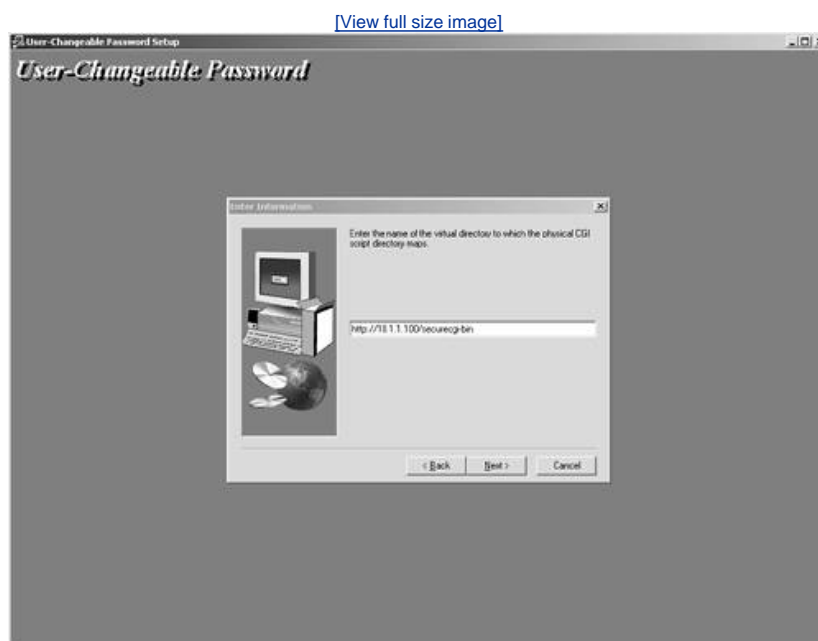 [View full size image]
User-Changeable Password Setup
User-Changeable Password
Enter Information
Enter the name of the virtual directory to which the physical CGI
script directory maps.
http://10.1.1.100/securecgi-bin
< Back
Next >
Cancel